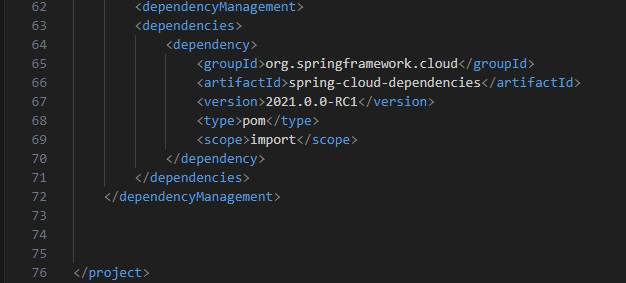 62 <dependencyManagement>
63 <dependencies>
64 <dependency>
65 <groupId>org.springframework.cloud</groupId>
66 <artifactId>spring-cloud-dependencies</artifactId>
67 <version>2021.0.0-RC1</version>
68 <type>pom</type>
69 <scope>import</scope>
70 </dependency>
71 </dependencies>
72 </dependencyManagement>
73
74
75
76 </project>